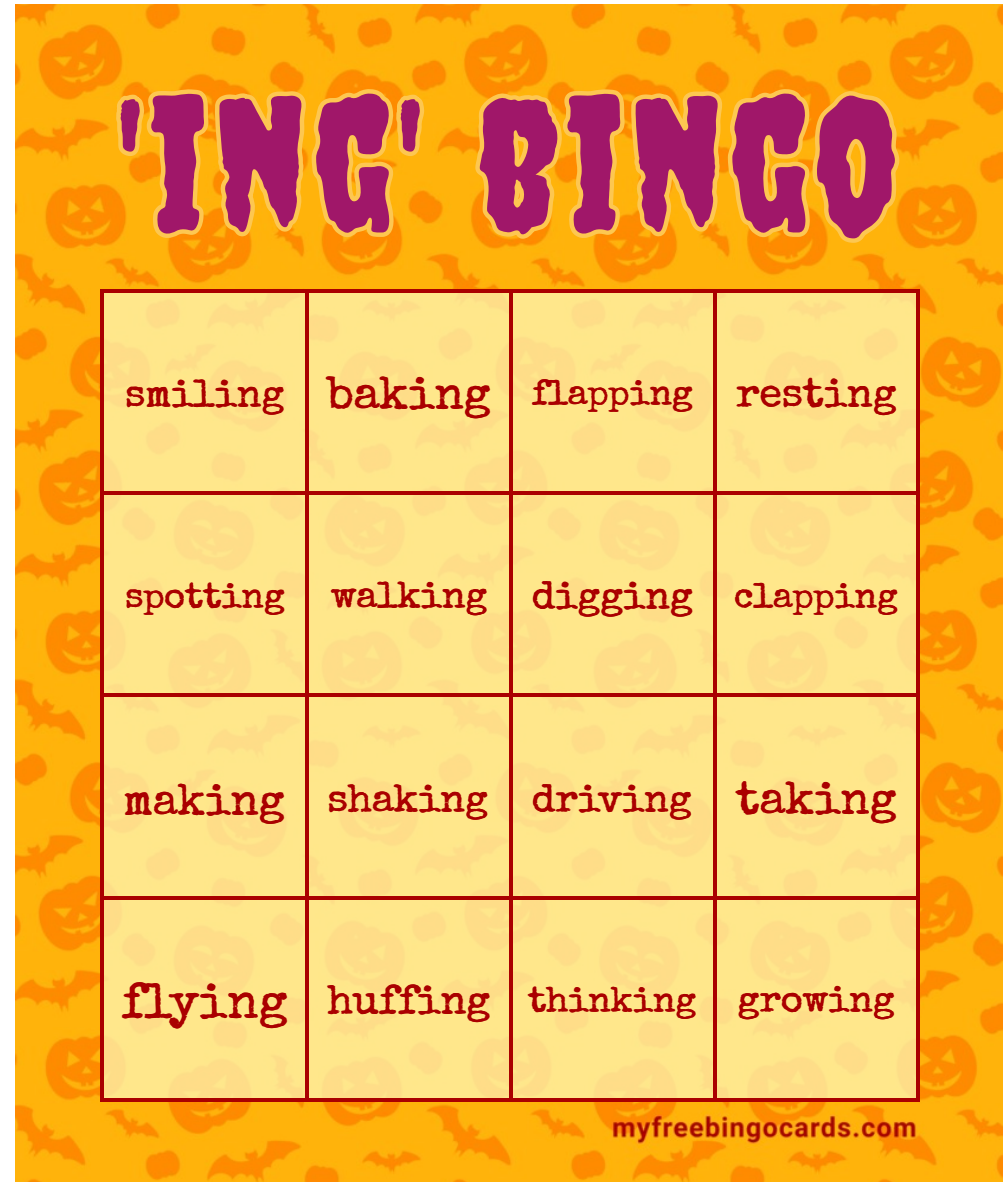 'ING' BINGO
smiling baking flapping resting
spotting walking digging clapping
making shaking driving taking
flying huffing thinking growing
myfreebingocards.com